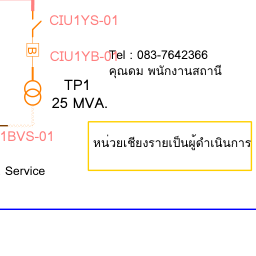 CIU1YS-01
CIU1YB-01
Tel : 083-7642366
คุณดม พนักงานสถานี
TP1
25 MVA.
1BVS-01
หน่วยเชียงรายเป็นผู้ดำเนินการ
Service